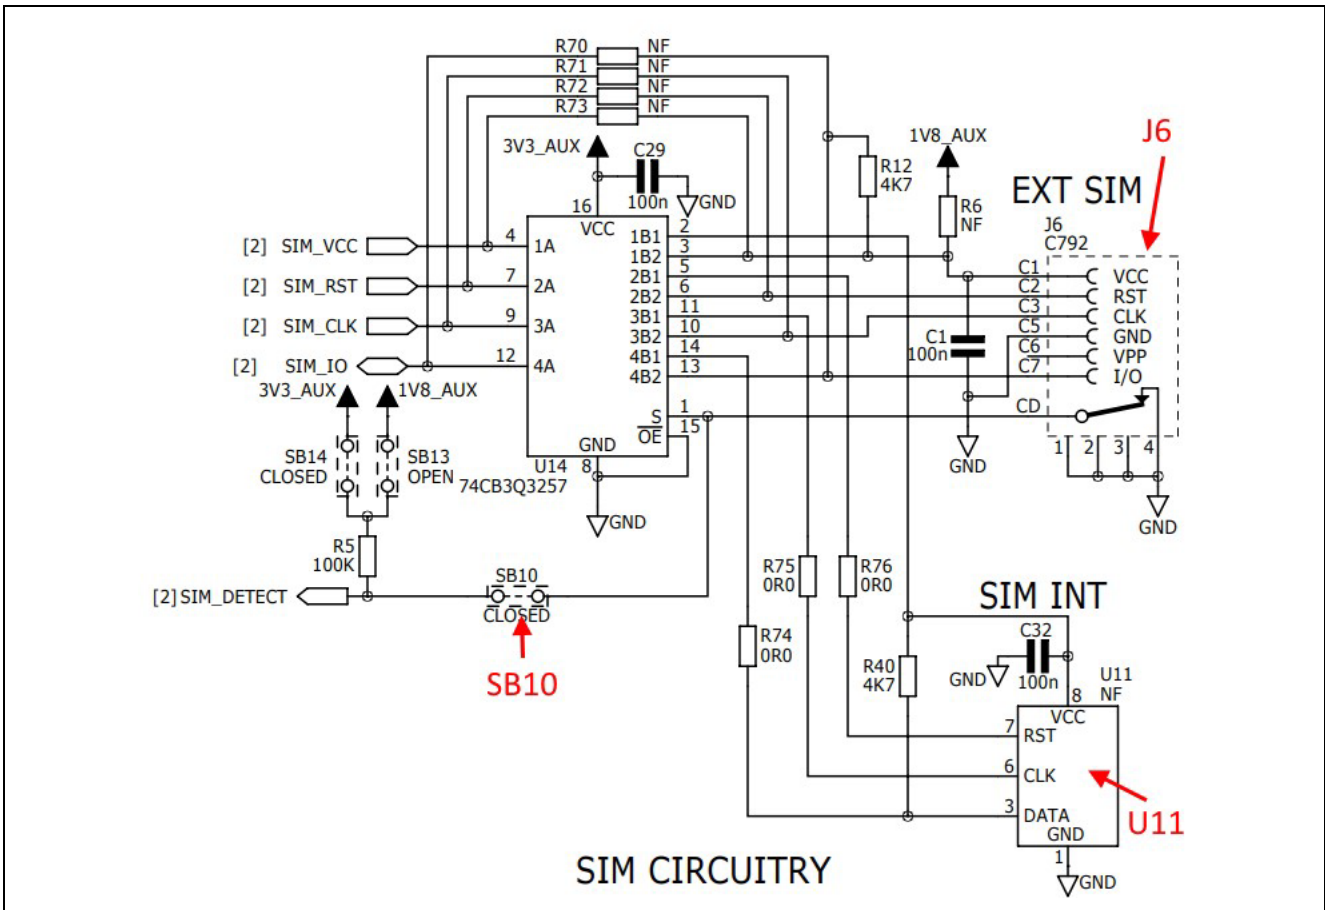 R70 NF
R71 NF
R72 NF
R73 NF
3V3_AUX
C29
100n
GND
1V8_AUX
J6
R12
4K7
R6
NF
EXT SIM
J6
C792
16
VCC
[2] SIM_VCC 4 1A
[2] SIM_RST 7 2A
[2] SIM_CLK 9 3A
[2] SIM_IO 12 4A
1B1 2
1B2 3
2B1 5
2B2 6
3B1 11
3B2 10
4B1 14
4B2 13
S 1
OE 15
GND
8
U14
74CB3Q3257
GND
C1 VCC
C2 RST
C3 CLK
C5 GND
C6 VPP
C7 I/O
CD
C1
100n
GND
1 2 3 4
GND
3V3_AUX 1V8_AUX
SB14
CLOSED
SB13
OPEN
R5
100K
[2] SIM_DETECT
SB10
CLOSED
SB10
R75
0R0
R76
0R0
R74
0R0
R40
4K7
SIM INT
C32
100n
GND
U11
NF
8
VCC
7 RST
6 CLK
3 DATA
GND
1
GND
U11
SIM CIRCUITRY